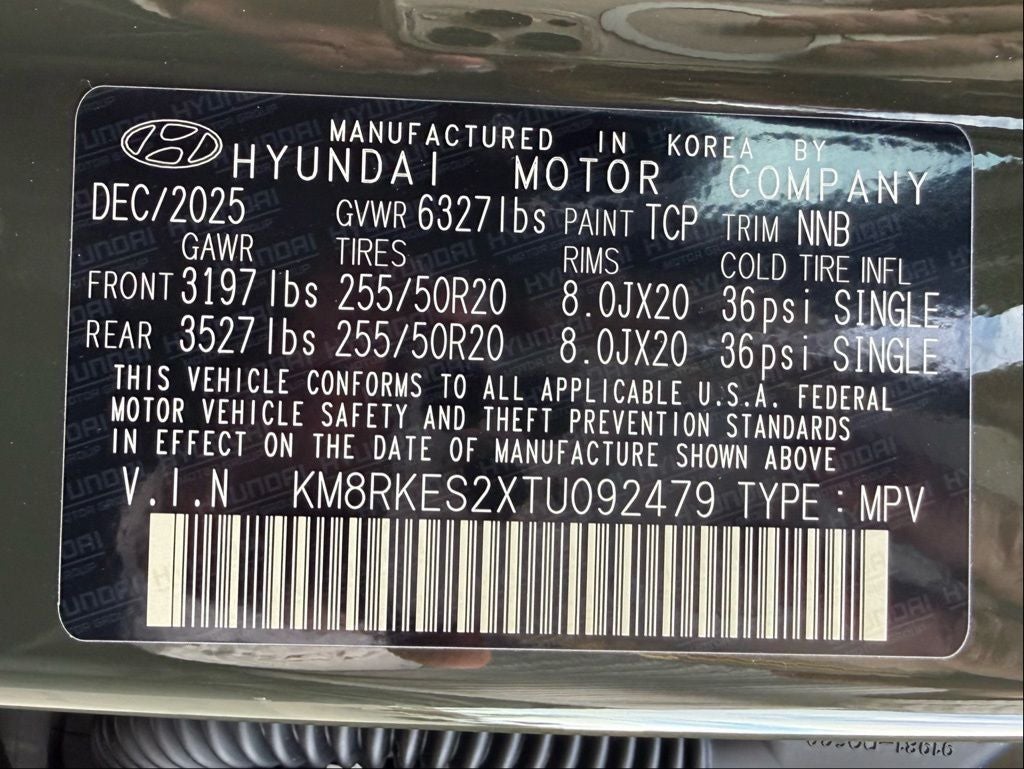 MANUFACTURED IN KOREA BY
HYUNDAI MOTOR COMPANY
DEC/2025 GVWR 6327lbs PAINT TCP TRIM NNB
GAWR TIRES RIMS COLD TIRE INFL
FRONT 3197lbs 255/50R20 8.0JX20 36psi SINGLE
REAR 3527lbs 255/50R20 8.0JX20 36psi SINGLE
THIS VEHICLE CONFORMS TO ALL APPLICABLE U.S.A. FEDERAL
MOTOR VEHICLE SAFETY AND THEFT PREVENTION STANDARDS
IN EFFECT ON THE DATE OF MANUFACTURE SHOWN ABOVE
V.I.N KM8RKES2XTU092479 TYPE : MPV